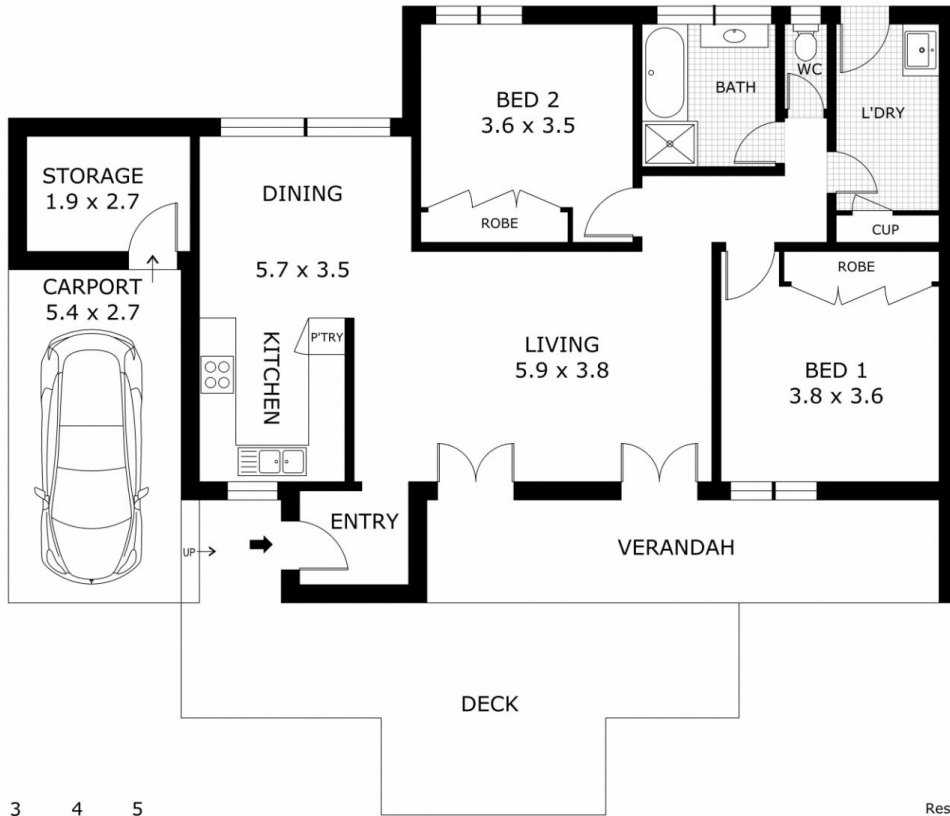 BED 2
3.6 x 3.5
BATH
WC
L'DRY
STORAGE
1.9 x 2.7
DINING
ROBE
CUP
5.7 x 3.5
ROBE
CARPORT
5.4 x 2.7
P'TRY
KITCHEN
LIVING
5.9 x 3.8
BED 1
3.8 x 3.6
ENTRY
UP
VERANDAH
DECK
3 4 5
Res